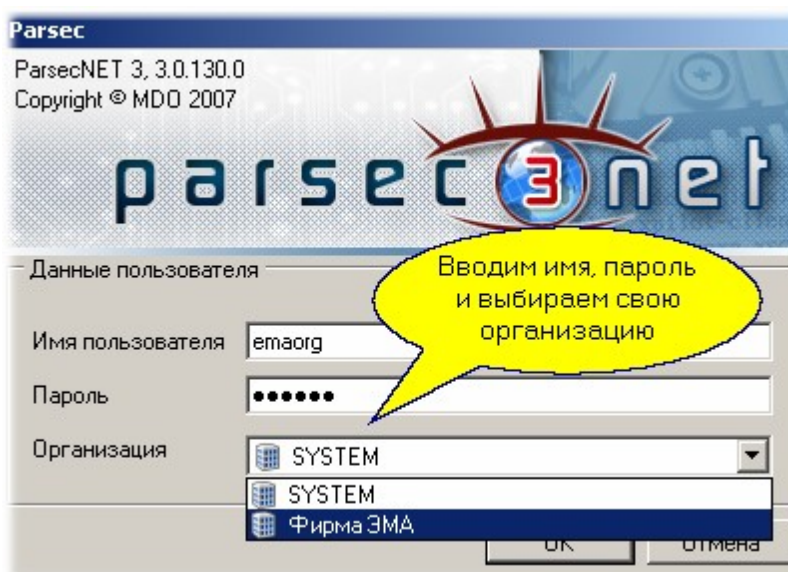 Parsec
ParsecNET 3, 3.0.130.0
Copyright © MDO 2007
parsec 3 net
Данные пользователя
Вводим имя, пароль
и выбираем свою
организацию
Имя пользователя
emaorg
Пароль
••••••
Организация
SYSTEM
SYSTEM
Фирма ЭМА
OK
Отмена